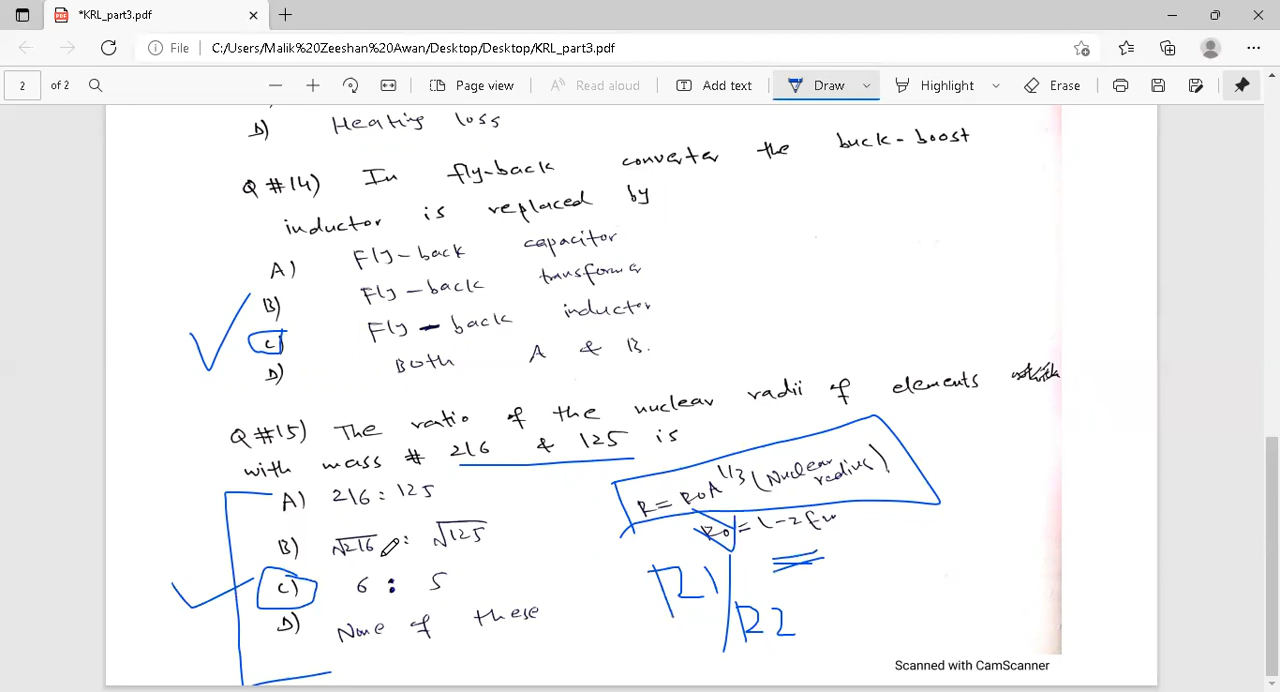 *KRL_part3.pdf
File C:/Users/Malik%20Zeeshan%20Awan/Desktop/Desktop/KRL_part3.pdf
2 of 2 Page view Read aloud Add text Draw Highlight Erase
D) Heating loss
Q #14) In fly-back converter the buck-boost
inductor is replaced by
A) Fly-back capacitor
B) Fly-back transformer
C) Fly-back inductor
D) Both A & B.
Q #15) The ratio of the nuclear radii of elements
with mass # 216 & 125 is
A) 216:125
R = R0A^1/3 (Nuclear radius)
B) √216 : √125
R0 = 1-2 fm
C) 6 : 5
R1
R2
D) None of these
Scanned with CamScanner